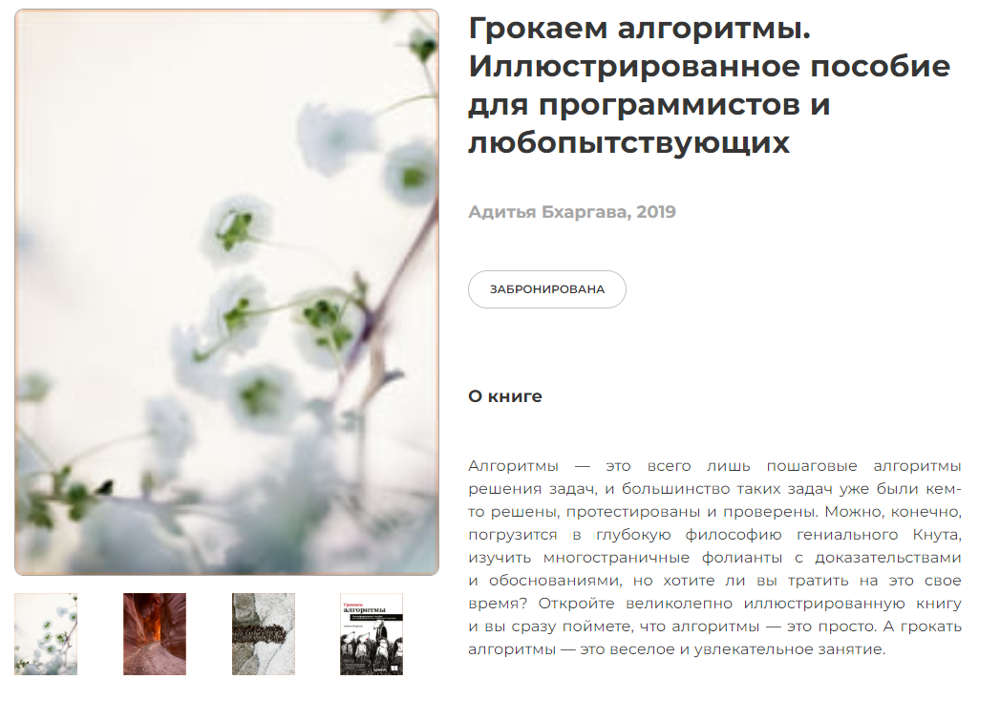 Грокаем алгоритмы.
Иллюстрированное пособие
для программистов и
любопытствующих
Адитья Бхаргава, 2019
ЗАБРОНИРОВАНА
О книге
Алгоритмы — это всего лишь пошаговые алгоритмы
решения задач, и большинство таких задач уже были кем-
то решены, протестированы и проверены. Можно, конечно,
погрузится в глубокую философию гениального Кнута,
изучить многостраничные фолианты с доказательствами
и обоснованиями, но хотите ли вы тратить на это свое
время? Откройте великолепно иллюстрированную книгу
и вы сразу поймете, что алгоритмы — это просто. А грокать
алгоритмы — это веселое и увлекательное занятие.
Грокаем
алгоритмы